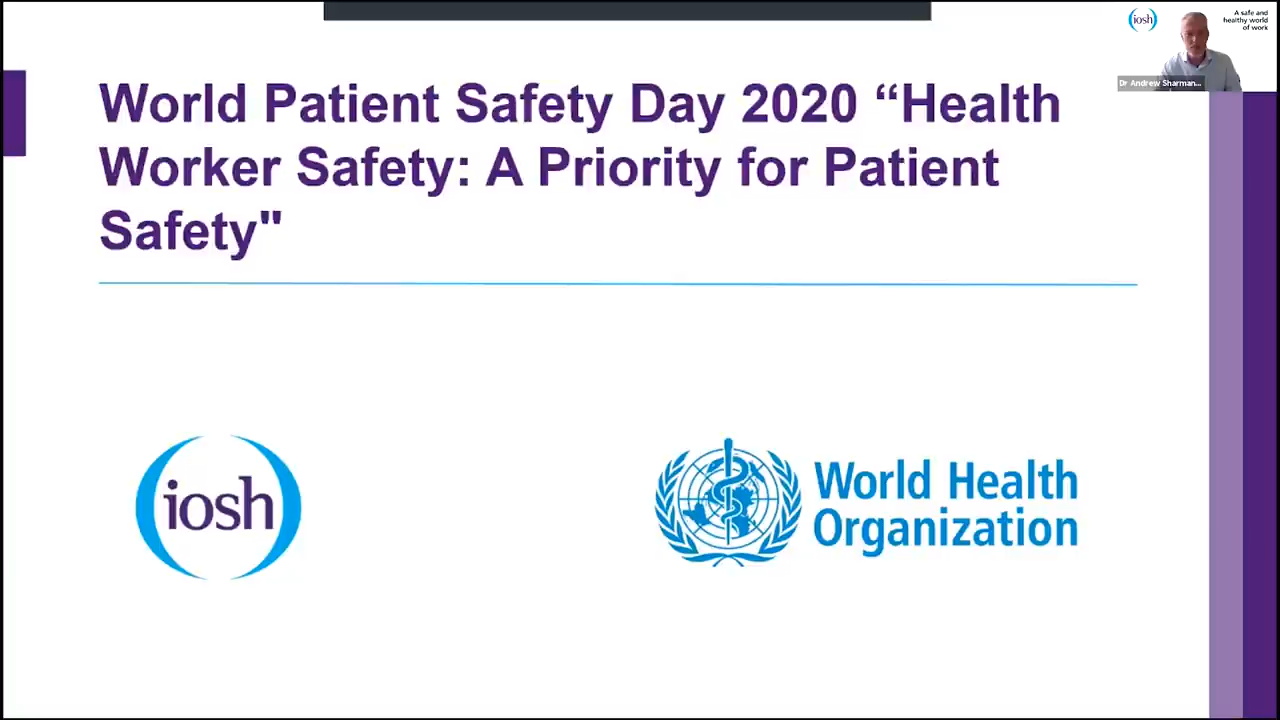 iosh
A safe and
healthy world
of work
Dr Andrew Sharman...
World Patient Safety Day 2020 “Health
Worker Safety: A Priority for Patient
Safety"
iosh
World Health
Organization